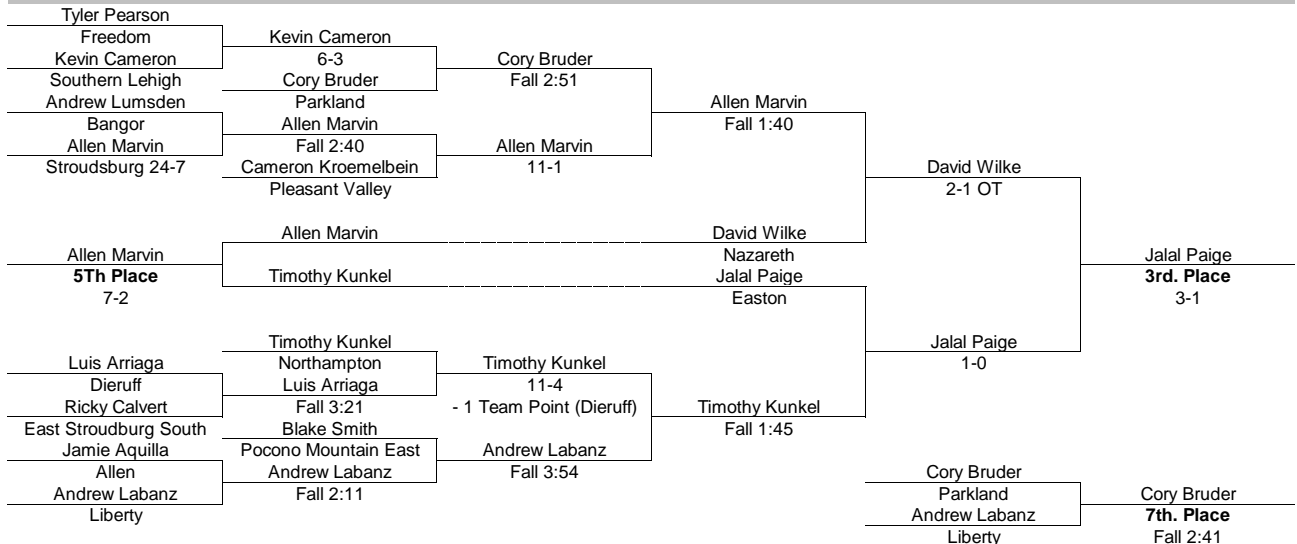 Tyler Pearson
Freedom Kevin Cameron
Kevin Cameron 6-3 Cory Bruder
Southern Lehigh Cory Bruder Fall 2:51
Andrew Lumsden Parkland Allen Marvin
Bangor Allen Marvin Fall 1:40
Allen Marvin Fall 2:40 Allen Marvin
Stroudsburg 24-7 Cameron Kroemelbein 11-1 David Wilke
Pleasant Valley 2-1 OT
Allen Marvin David Wilke
Allen Marvin Nazareth Jalal Paige
5Th Place Timothy Kunkel Jalal Paige 3rd. Place
7-2 Easton 3-1
Timothy Kunkel Jalal Paige
Luis Arriaga Northampton Timothy Kunkel 1-0
Dieruff Luis Arriaga 11-4
Ricky Calvert Fall 3:21 - 1 Team Point (Dieruff) Timothy Kunkel
East Stroudburg South Blake Smith Fall 1:45
Jamie Aquilla Pocono Mountain East Andrew Labanz
Allen Andrew Labanz Fall 3:54 Cory Bruder
Andrew Labanz Fall 2:11 Parkland Cory Bruder
Liberty Andrew Labanz 7th. Place
Liberty Fall 2:41